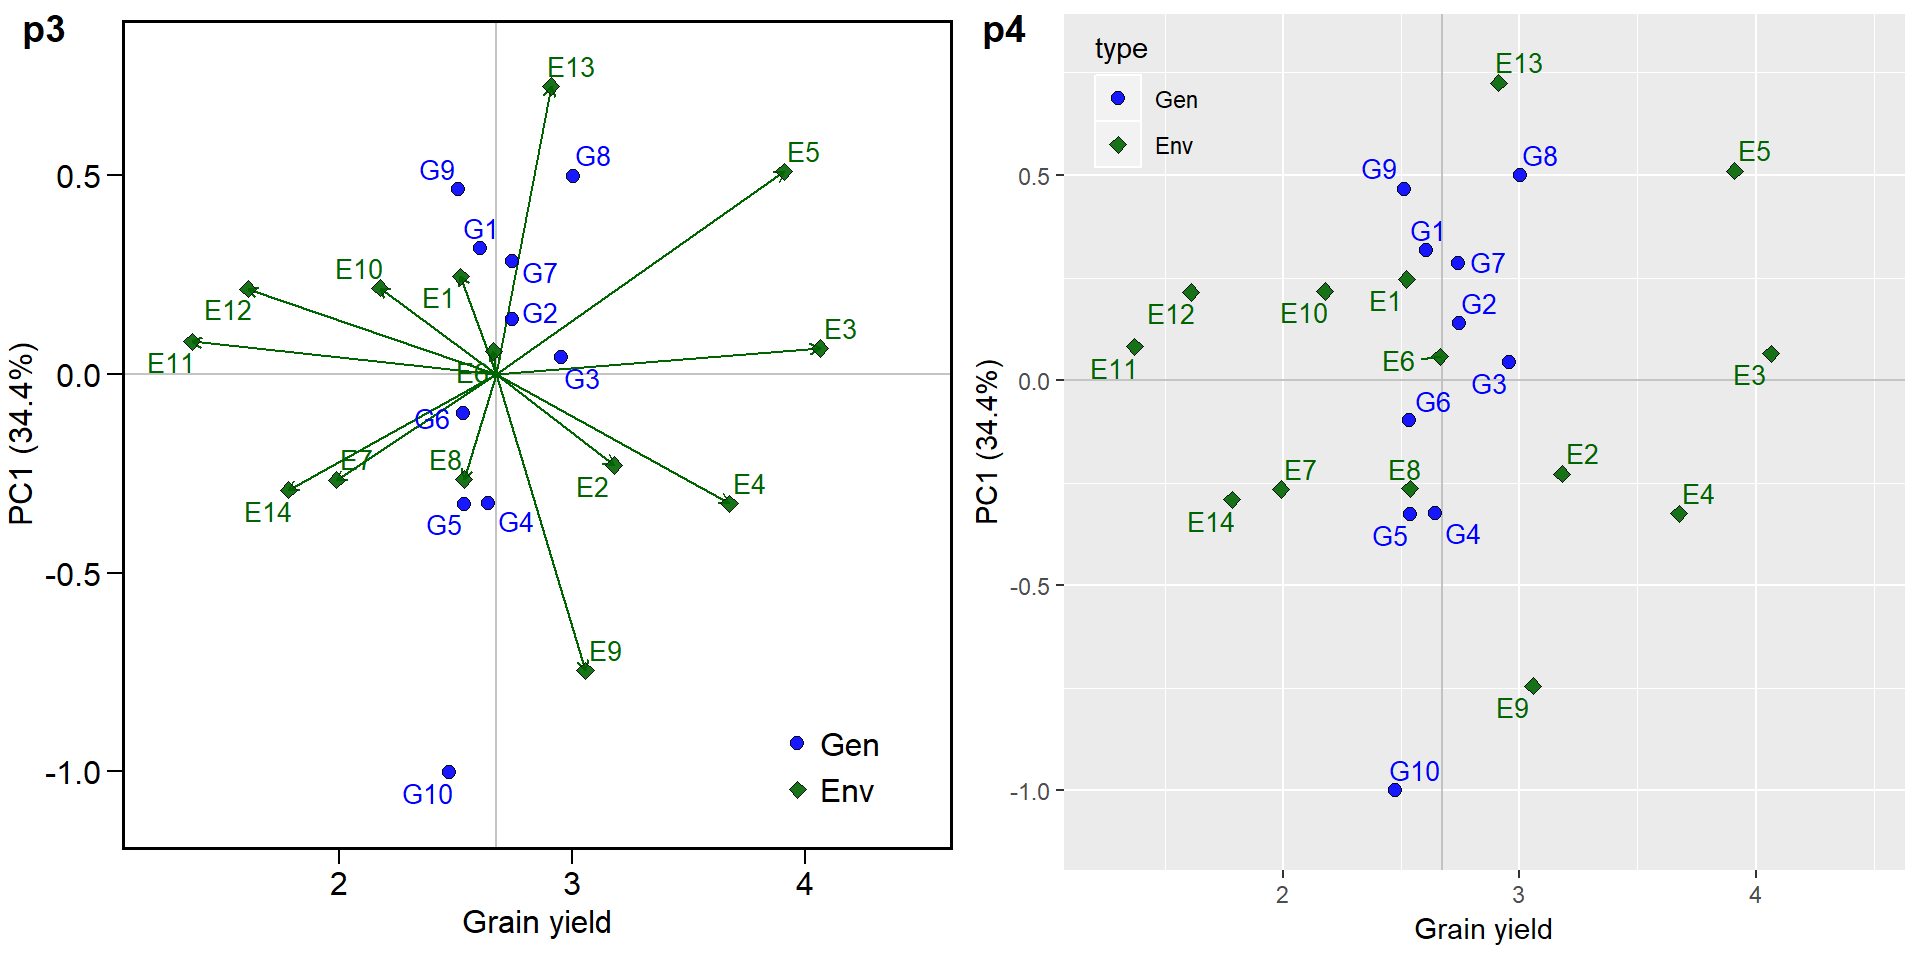 p3
E13
E5
G8
G9
0.5
G1
E10
G7
E1
E12
G2
E3
E11
0.0
E6
G3
G6
E7
E8
E2
E4
E14
G5
G4
-0.5
E9
Gen
Env
-1.0
G10
2
3
4
Grain yield
PC1 (34.4%)
p4
type
Gen
Env
E13
E5
G8
G9
0.5
G1
G7
E1
G2
E12
E10
E6
E11
E3
0.0
G3
G6
E2
E7
E8
E4
E14
G5
G4
-0.5
E9
G10
-1.0
2
3
4
Grain yield
PC1 (34.4%)